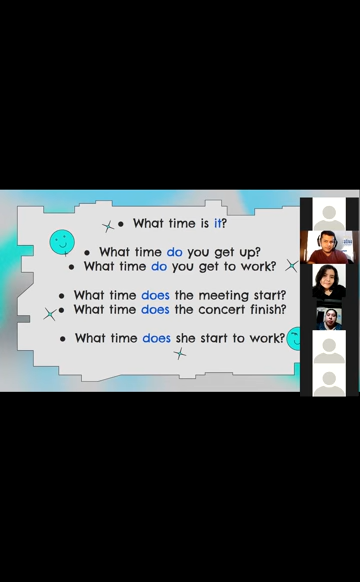 • What time is it?
• What time do you get up?
• What time do you get to work?
• What time does the meeting start?
• What time does the concert finish?
• What time does she start to work?